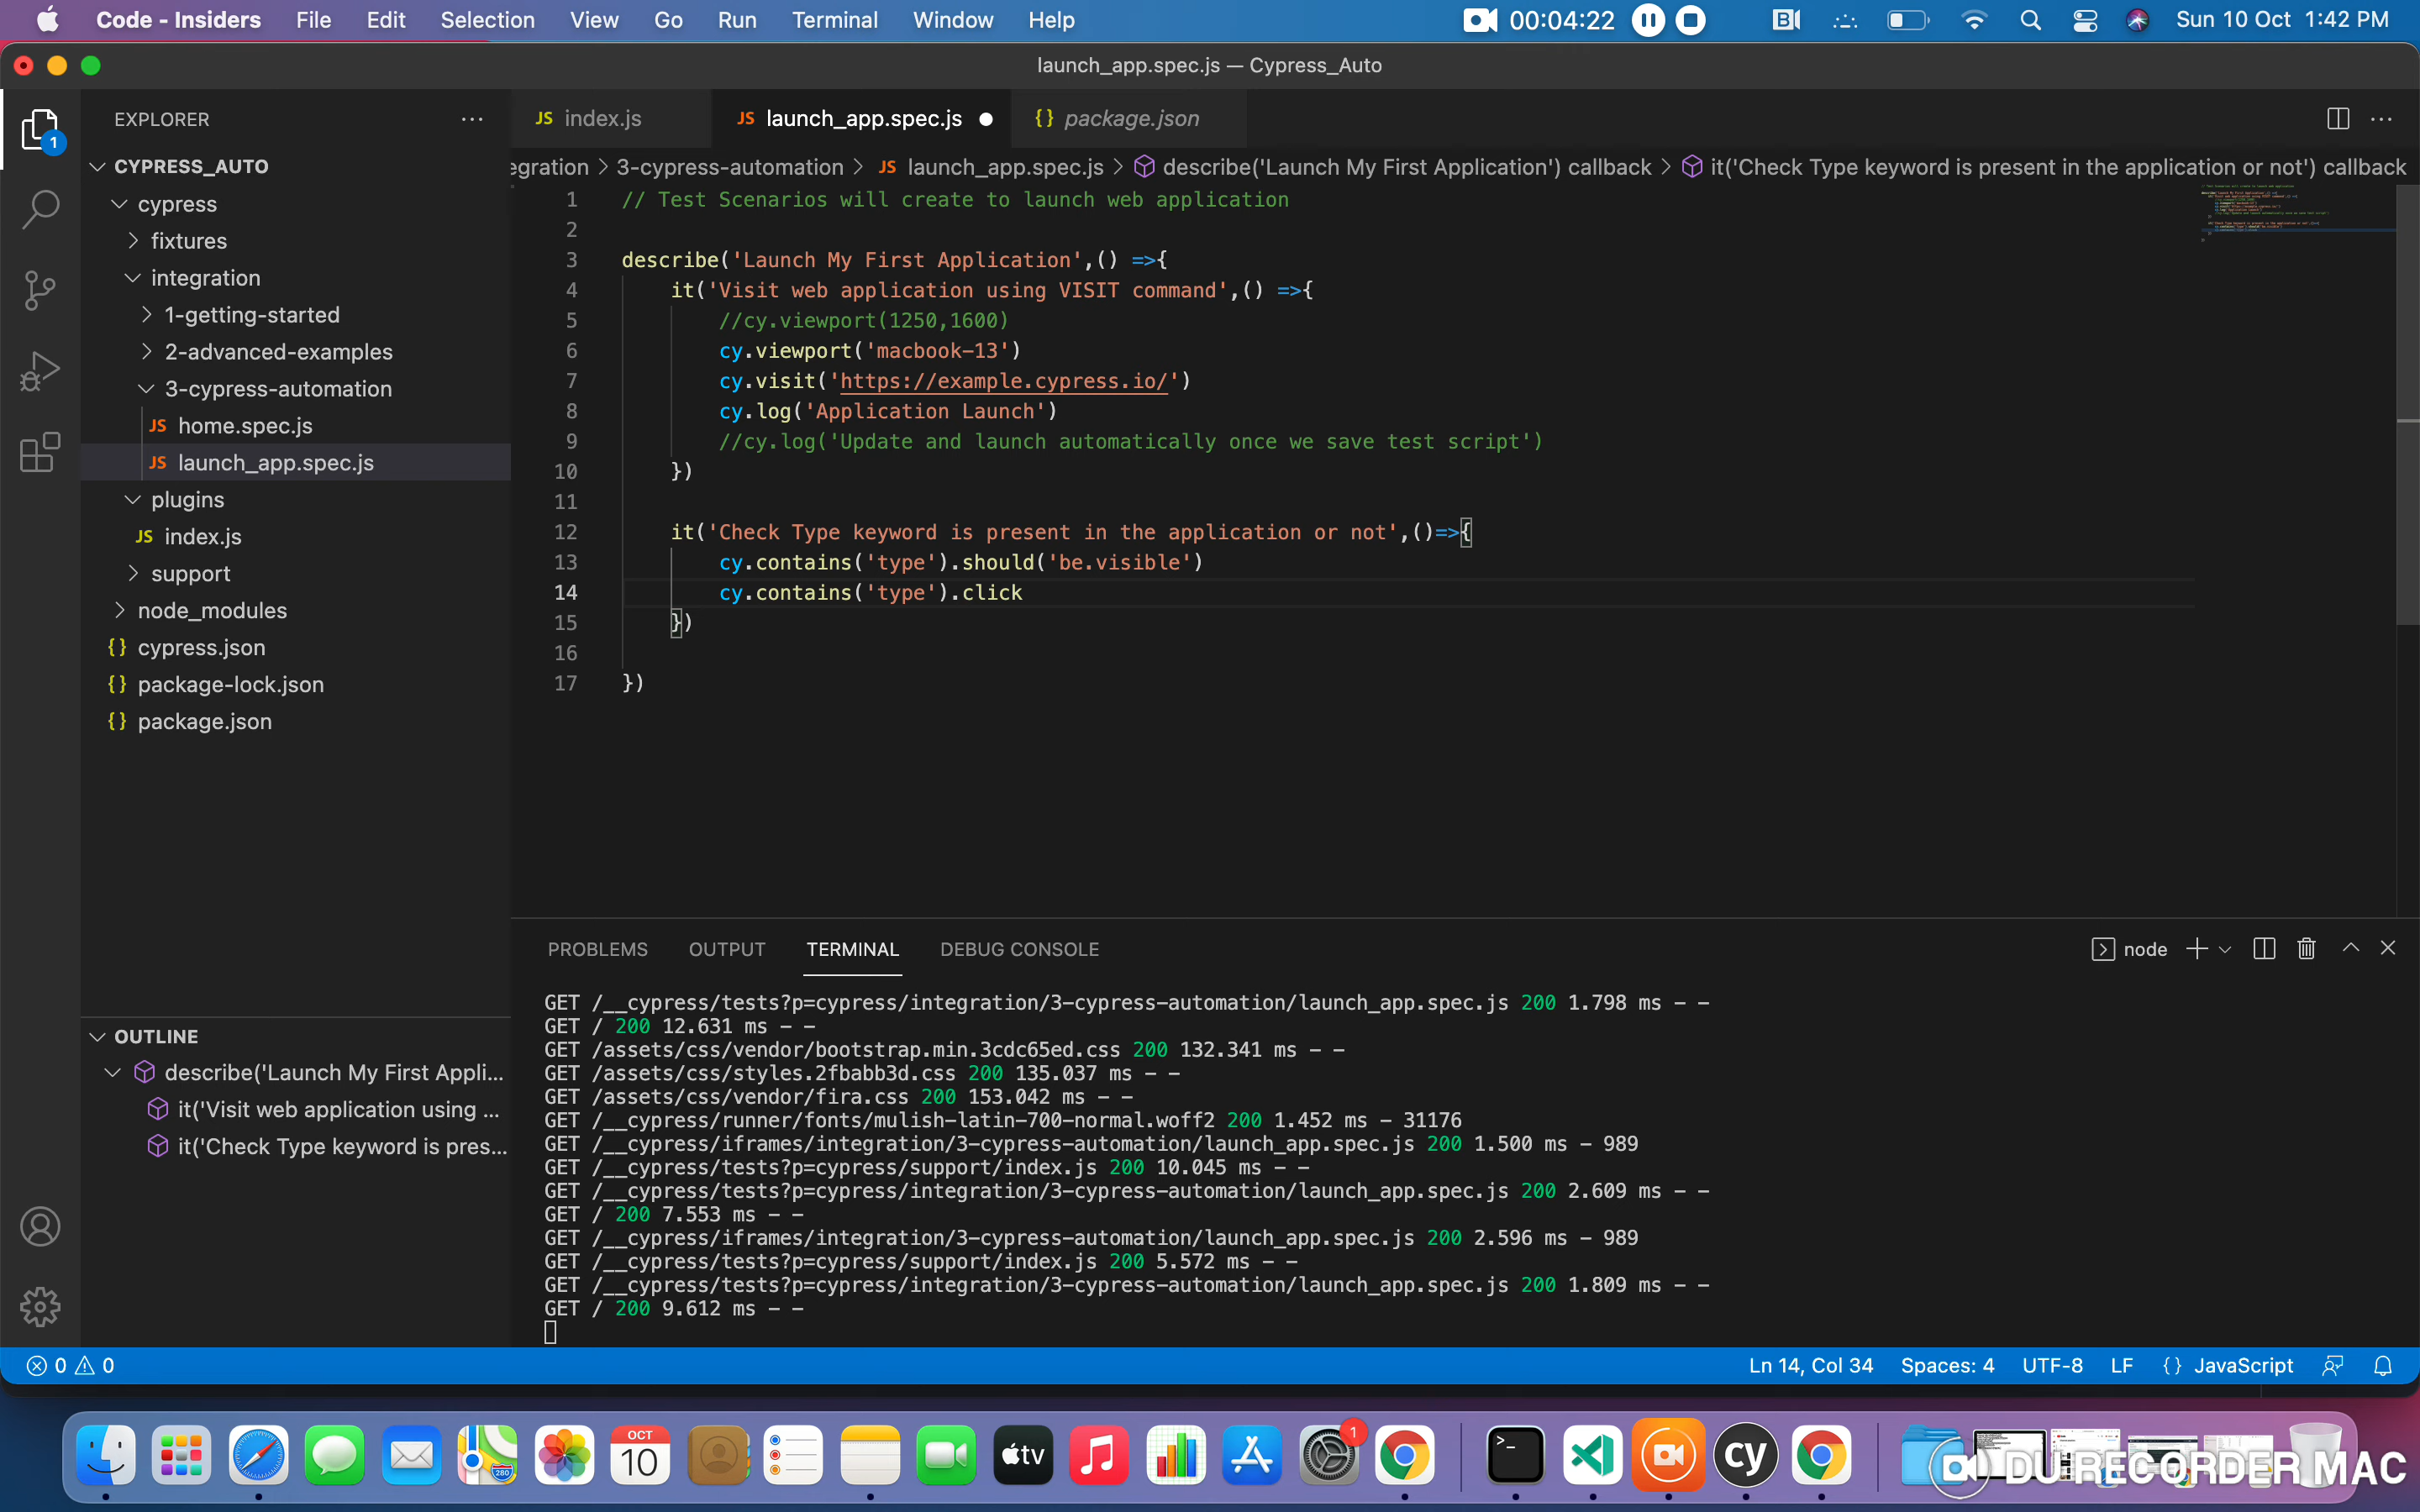 Code - Insiders File Edit Selection View Go Run Terminal Window Help 00:04:22 Sun 10 Oct 1:42 PM
launch_app.spec.js — Cypress_Auto
EXPLORER
1
CYPRESS_AUTO
cypress
fixtures
integration
1-getting-started
2-advanced-examples
3-cypress-automation
JS home.spec.js
JS launch_app.spec.js
plugins
JS index.js
support
node_modules
{} cypress.json
{} package-lock.json
{} package.json
OUTLINE
describe('Launch My First Appli...
it('Visit web application using ...
it('Check Type keyword is pres...
JS index.js JS launch_app.spec.js {} package.json
egration > 3-cypress-automation > JS launch_app.spec.js > describe('Launch My First Application') callback > it('Check Type keyword is present in the application or not') callback
1 // Test Scenarios will create to launch web application
2
3 describe('Launch My First Application',() =>{
4 it('Visit web application using VISIT command',() =>{
5 //cy.viewport(1250,1600)
6 cy.viewport('macbook-13')
7 cy.visit('https://example.cypress.io/')
8 cy.log('Application Launch')
9 //cy.log('Update and launch automatically once we save test script')
10 })
11
12 it('Check Type keyword is present in the application or not',()=>{
13 cy.contains('type').should('be.visible')
14 cy.contains('type').click
15 })
16
17 })
PROBLEMS OUTPUT TERMINAL DEBUG CONSOLE node
GET /__cypress/tests?p=cypress/integration/3-cypress-automation/launch_app.spec.js 200 1.798 ms - -
GET / 200 12.631 ms - -
GET /assets/css/vendor/bootstrap.min.3cdc65ed.css 200 132.341 ms - -
GET /assets/css/styles.2fbabb3d.css 200 135.037 ms - -
GET /assets/css/vendor/fira.css 200 153.042 ms - -
GET /__cypress/runner/fonts/mulish-latin-700-normal.woff2 200 1.452 ms - 31176
GET /__cypress/iframes/integration/3-cypress-automation/launch_app.spec.js 200 1.500 ms - 989
GET /__cypress/tests?p=cypress/support/index.js 200 10.045 ms - -
GET /__cypress/tests?p=cypress/integration/3-cypress-automation/launch_app.spec.js 200 2.609 ms - -
GET / 200 7.553 ms - -
GET /__cypress/iframes/integration/3-cypress-automation/launch_app.spec.js 200 2.596 ms - 989
GET /__cypress/tests?p=cypress/support/index.js 200 5.572 ms - -
GET /__cypress/tests?p=cypress/integration/3-cypress-automation/launch_app.spec.js 200 1.809 ms - -
GET / 200 9.612 ms - -
0 0 Ln 14, Col 34 Spaces: 4 UTF-8 LF {} JavaScript
OCT
10
tv
1
cy
DU RECORDER MAC